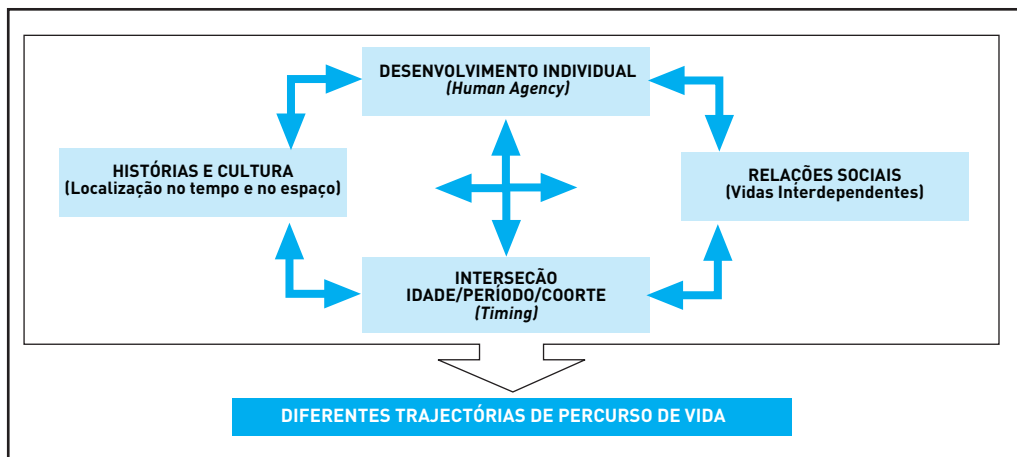 DESENVOLVIMENTO INDIVIDUAL
(Human Agency)
HISTÓRIAS E CULTURA
(Localização no tempo e no espaço)
RELAÇÕES SOCIAIS
(Vidas Interdependentes)
INTERSECÃO
IDADE/PERÍODO/COORTE
(Timing)
DIFERENTES TRAJECTÓRIAS DE PERCURSO DE VIDA